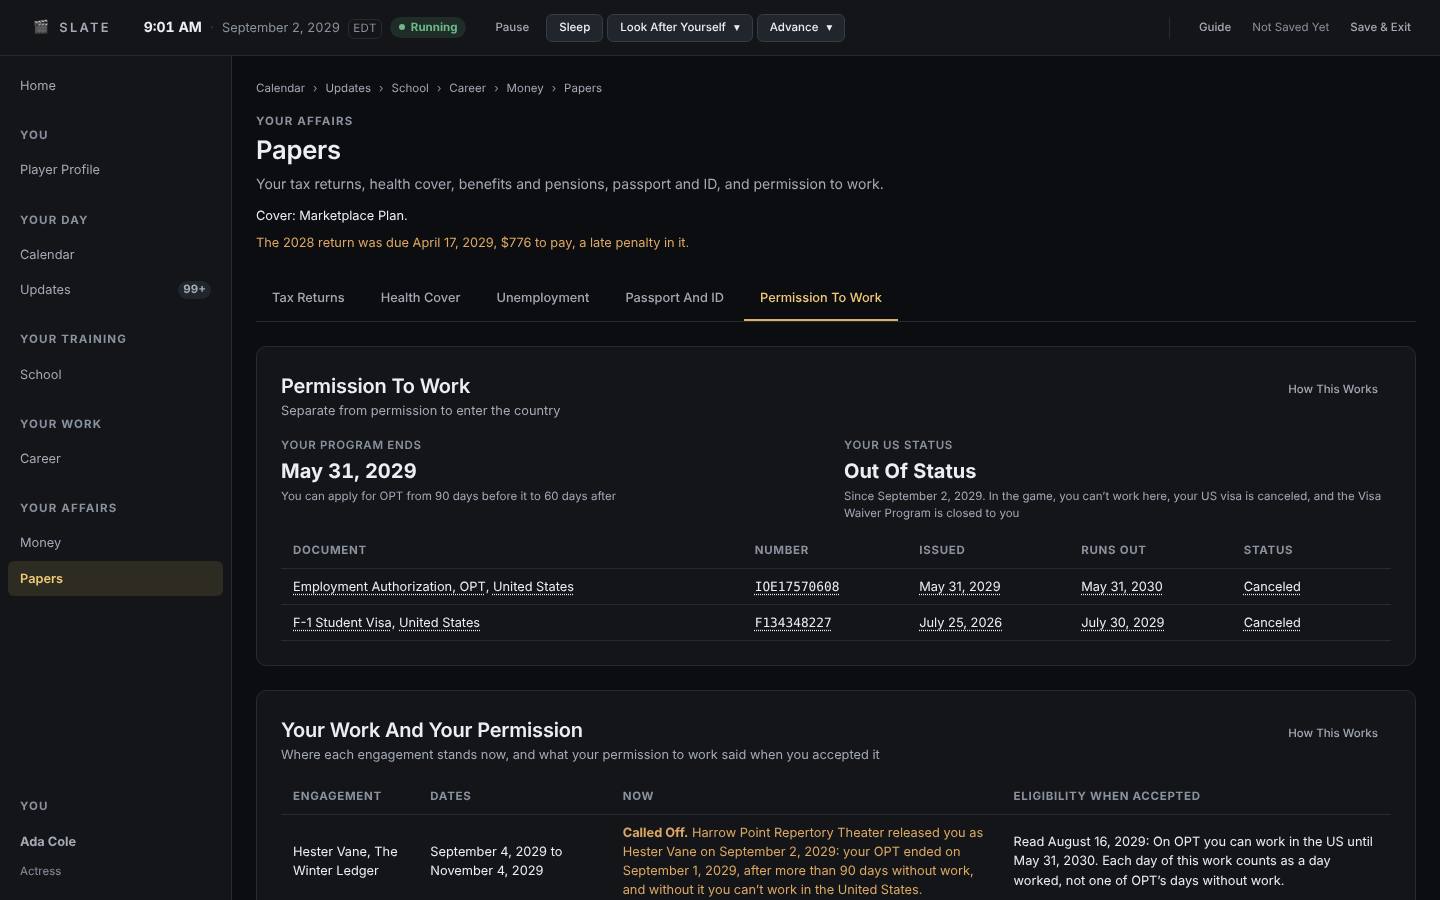 SLATE
9:01 AM · September 2, 2029 EDT Running
Pause
Sleep
Look After Yourself ▾
Advance ▾
Guide
Not Saved Yet
Save & Exit
Home
YOU
Player Profile
YOUR DAY
Calendar
Updates 99+
YOUR TRAINING
School
YOUR WORK
Career
YOUR AFFAIRS
Money
Papers
YOU
Ada Cole
Actress
Calendar › Updates › School › Career › Money › Papers
YOUR AFFAIRS
Papers
Your tax returns, health cover, benefits and pensions, passport and ID, and permission to work.
Cover: Marketplace Plan.
The 2028 return was due April 17, 2029, $776 to pay, a late penalty in it.
Tax Returns
Health Cover
Unemployment
Passport And ID
Permission To Work
Permission To Work
How This Works
Separate from permission to enter the country
YOUR PROGRAM ENDS
May 31, 2029
You can apply for OPT from 90 days before it to 60 days after
YOUR US STATUS
Out Of Status
Since September 2, 2029. In the game, you can’t work here, your US visa is canceled, and the Visa
Waiver Program is closed to you
DOCUMENT NUMBER ISSUED RUNS OUT STATUS
Employment Authorization, OPT, United States IOE17570608 May 31, 2029 May 31, 2030 Canceled
F-1 Student Visa, United States F134348227 July 25, 2026 July 30, 2029 Canceled
Your Work And Your Permission
How This Works
Where each engagement stands now, and what your permission to work said when you accepted it
ENGAGEMENT DATES NOW ELIGIBILITY WHEN ACCEPTED
Hester Vane, The
Winter Ledger
September 4, 2029 to
November 4, 2029
Called Off. Harrow Point Repertory Theater released you as
Hester Vane on September 2, 2029: your OPT ended on
September 1, 2029, after more than 90 days without work,
and without it you can’t work in the United States.
Read August 16, 2029: On OPT you can work in the US until
May 31, 2030. Each day of this work counts as a day
worked, not one of OPT’s days without work.